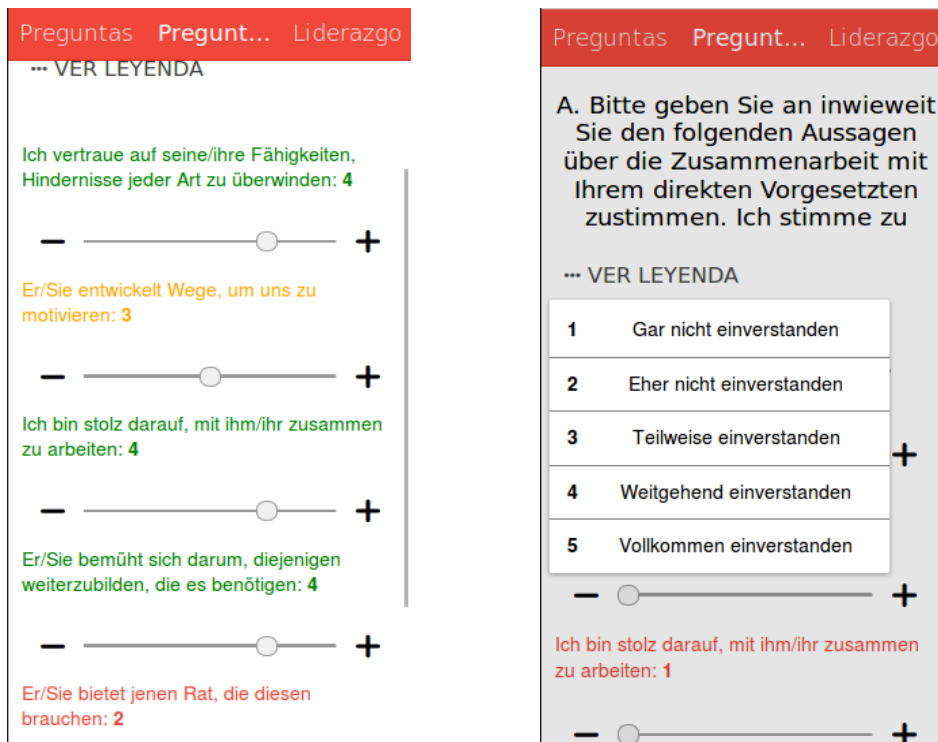 Preguntas Pregunt... Liderazgo
··· VER LEYENDA
Ich vertraue auf seine/ihre Fähigkeiten,
Hindernisse jeder Art zu überwinden: 4
Er/Sie entwickelt Wege, um uns zu
motivieren: 3
Ich bin stolz darauf, mit ihm/ihr zusammen
zu arbeiten: 4
Er/Sie bemüht sich darum, diejenigen
weiterzubilden, die es benötigen: 4
Er/Sie bietet jenen Rat, die diesen
brauchen: 2
Preguntas Pregunt... Liderazgo
A. Bitte geben Sie an inwieweit
Sie den folgenden Aussagen
über die Zusammenarbeit mit
Ihrem direkten Vorgesetzten
zustimmen. Ich stimme zu
··· VER LEYENDA
1 Gar nicht einverstanden
2 Eher nicht einverstanden
3 Teilweise einverstanden
4 Weitgehend einverstanden
5 Vollkommen einverstanden
Ich bin stolz darauf, mit ihm/ihr zusammen
zu arbeiten: 1